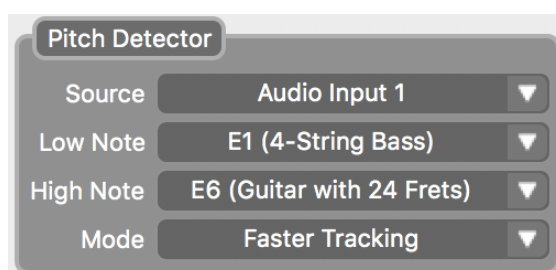 Pitch Detector
Source Audio Input 1
Low Note E1 (4-String Bass)
High Note E6 (Guitar with 24 Frets)
Mode Faster Tracking